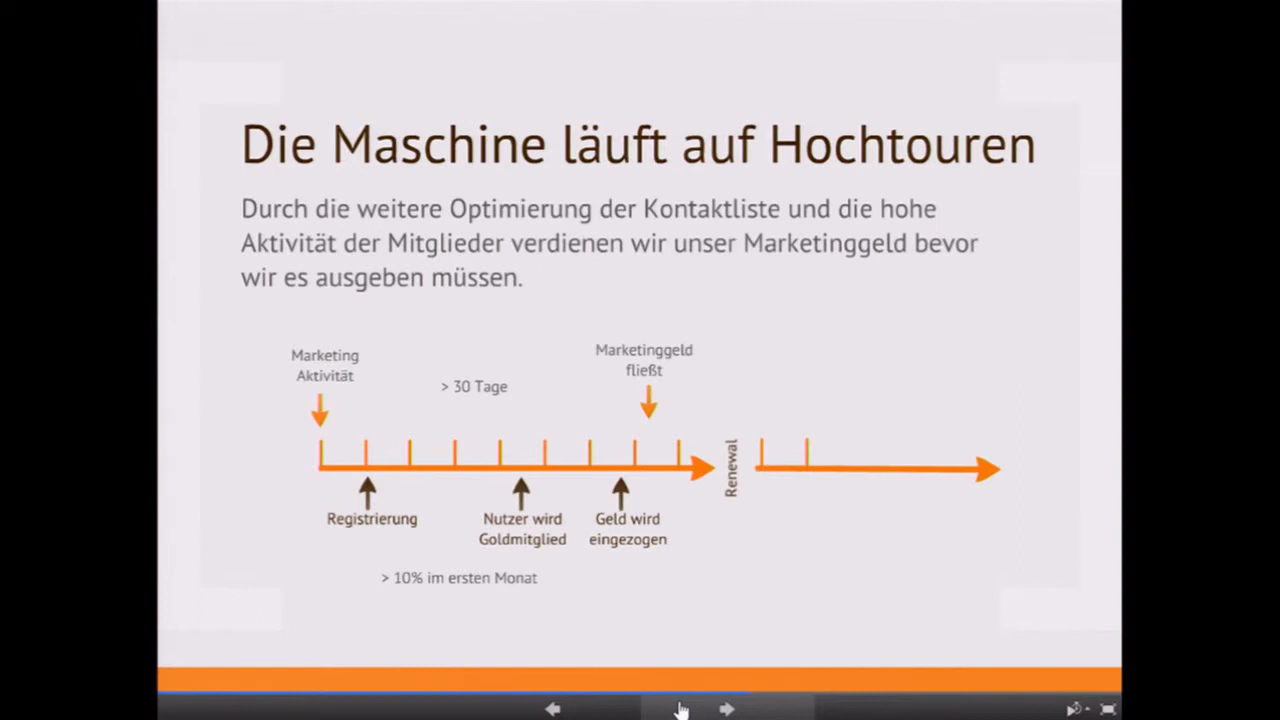 Die Maschine läuft auf Hochtouren
Durch die weitere Optimierung der Kontaktliste und die hohe
Aktivität der Mitglieder verdienen wir unser Marketinggeld bevor
wir es ausgeben müssen.
Marketing
Aktivität
> 30 Tage
Marketinggeld
fließt
Renewal
Registrierung
Nutzer wird
Goldmitglied
Geld wird
eingezogen
> 10% im ersten Monat